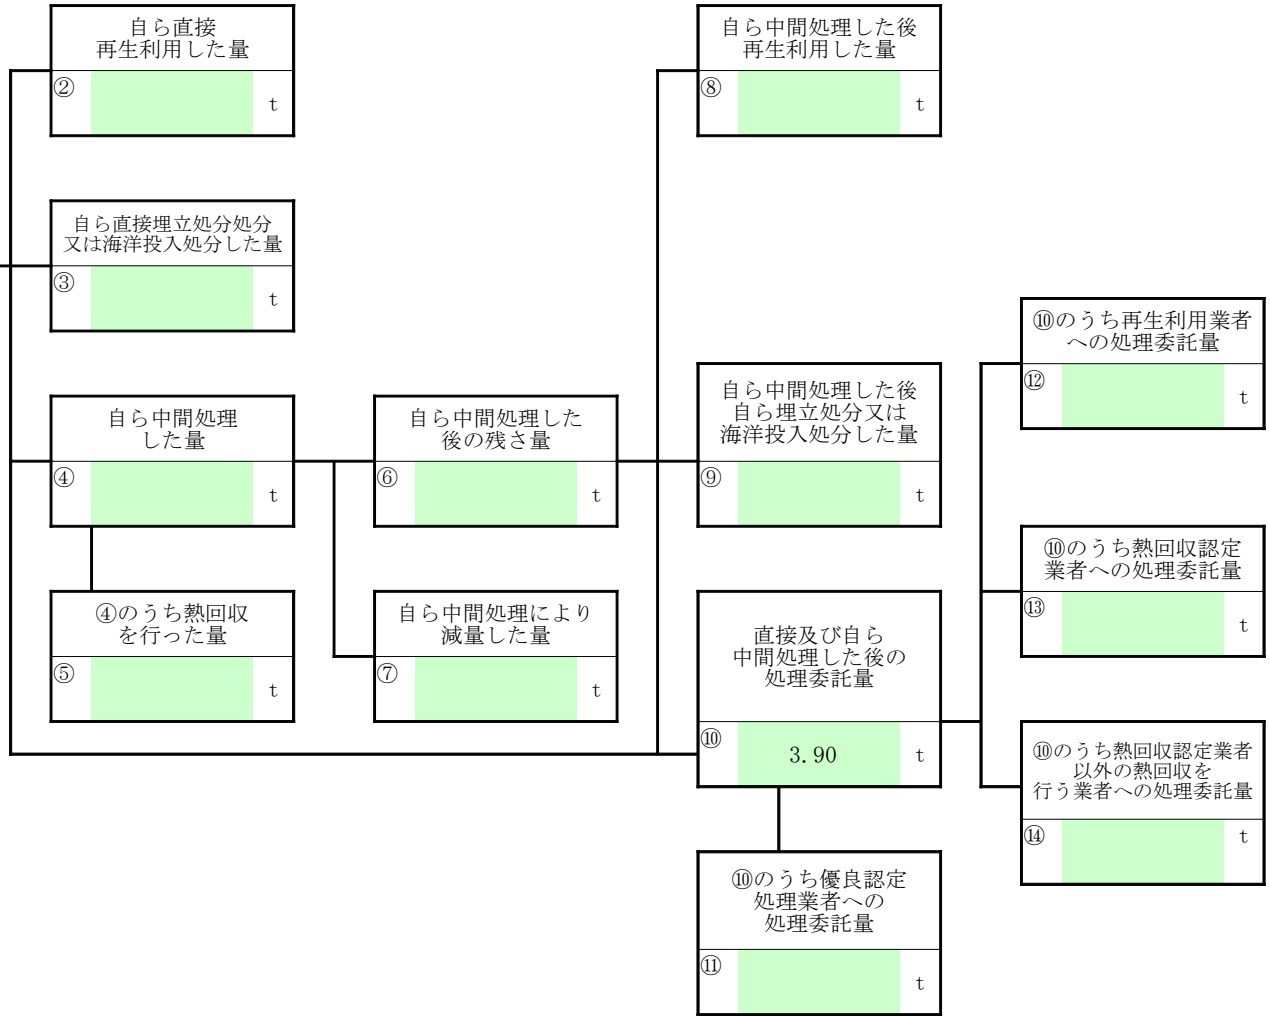 自ら直接
再生利用した量
②
t
自ら中間処理した後
再生利用した量
⑧
t
自ら直接埋立処分処分
又は海洋投入処分した量
③
t
⑩のうち再生利用業者
への処理委託量
⑫
t
自ら中間処理
した量
④
t
自ら中間処理した
後の残さ量
⑥
t
自ら中間処理した後
自ら埋立処分又は
海洋投入処分した量
⑨
t
⑩のうち熱回収認定
業者への処理委託量
⑬
t
④のうち熱回収
を行った量
⑤
t
自ら中間処理により
減量した量
⑦
t
直接及び自ら
中間処理した後の
処理委託量
⑩
3.90
t
⑩のうち熱回収認定業者
以外の熱回収を
行う業者への処理委託量
⑭
t
⑩のうち優良認定
処理業者への
処理委託量
⑪
t